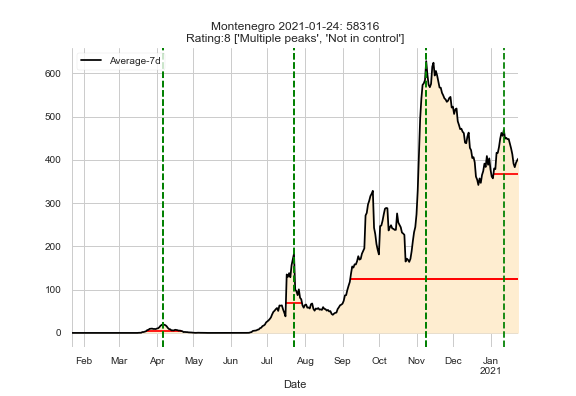 Montenegro 2021-01-24: 58316
Rating:8 ['Multiple peaks', 'Not in control']
Average-7d
600
500
400
300
200
100
0
Feb Mar Apr May Jun Jul Aug Sep Oct Nov Dec Jan
2021
Date